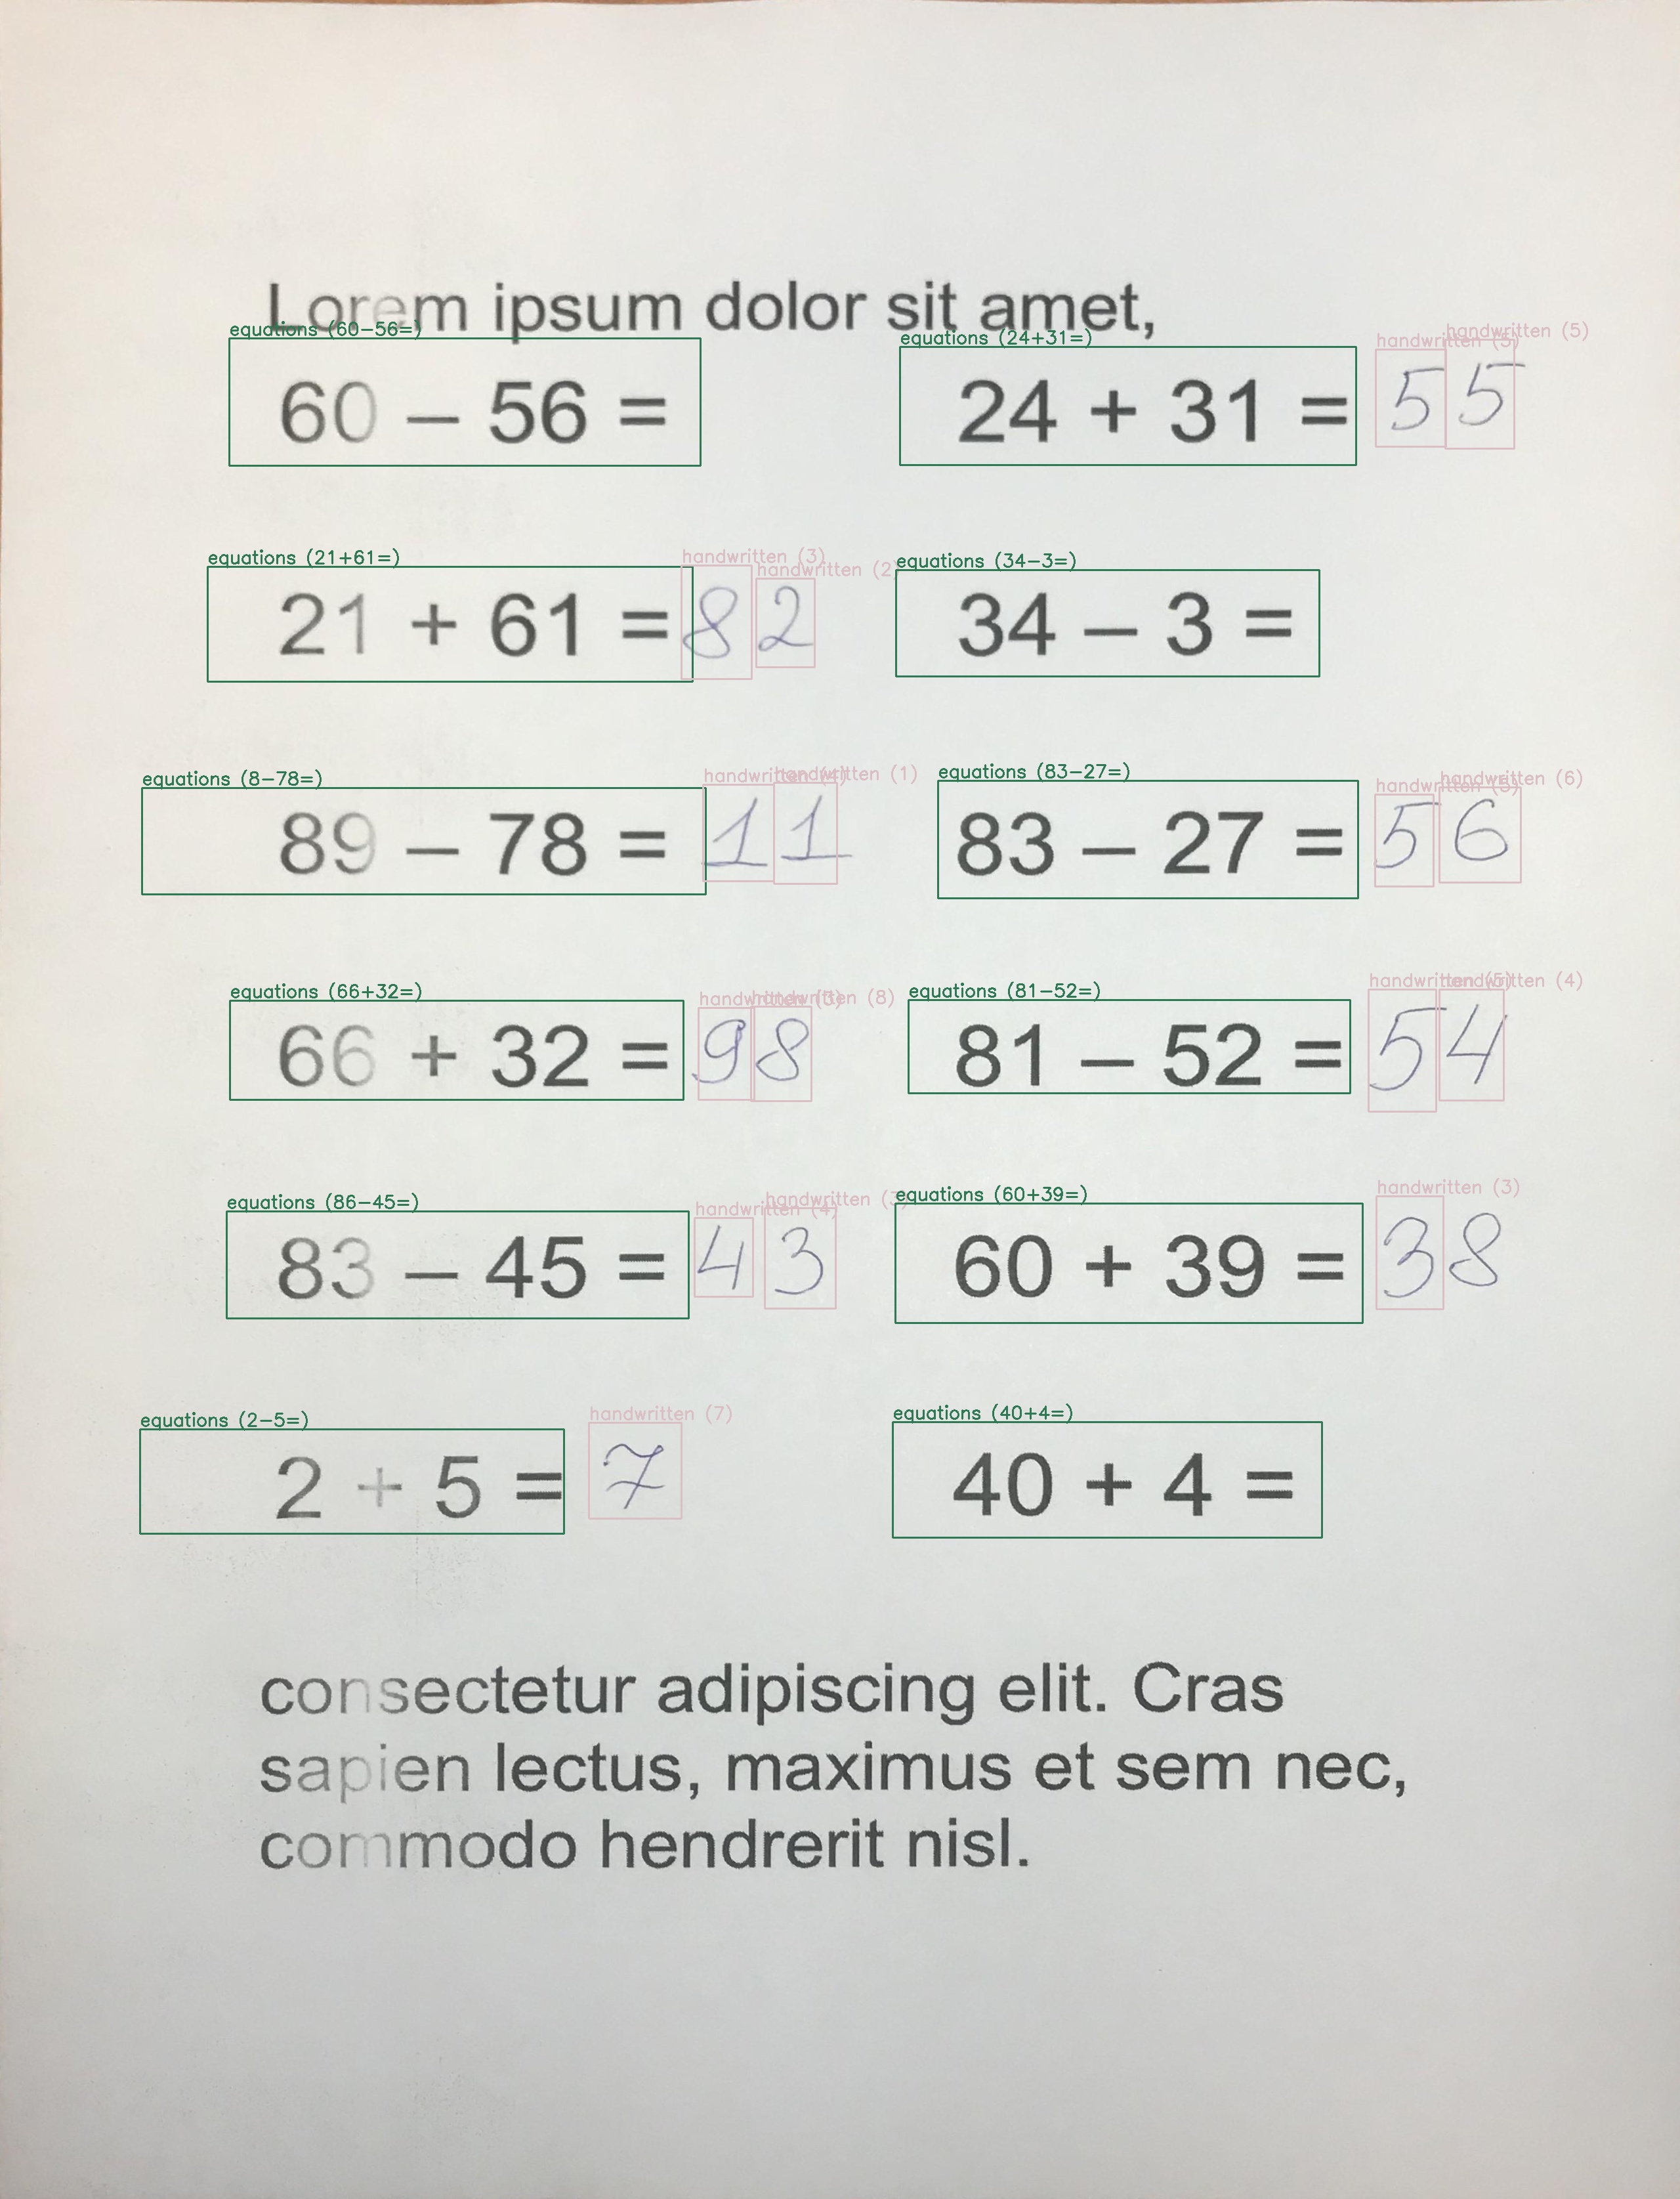 Lorem ipsum dolor sit amet,
equations (60-56=) equations (24+31=) handwritten (5) handwritten (5)
60 – 56 = 24 + 31 = 55
equations (21+61=) handwritten (3) handwritten (2) equations (34-3=)
21 + 61 = 82 34 – 3 =
equations (8-78=) handwritten handwritten (1) equations (83-27=) handwritten (5) handwritten (6)
89 – 78 = 11 83 – 27 = 56
equations (66+32=) handwritten handwritten (8) equations (81-52=) handwritten (5) handwritten (4)
66 + 32 = 98 81 – 52 = 54
equations (86-45=) handwritten (4) handwritten equations (60+39=) handwritten (3)
83 – 45 = 43 60 + 39 = 38
equations (2-5=) handwritten (7) equations (40+4=)
2 + 5 = 7 40 + 4 =
consectetur adipiscing elit. Cras
sapien lectus, maximus et sem nec,
commodo hendrerit nisl.